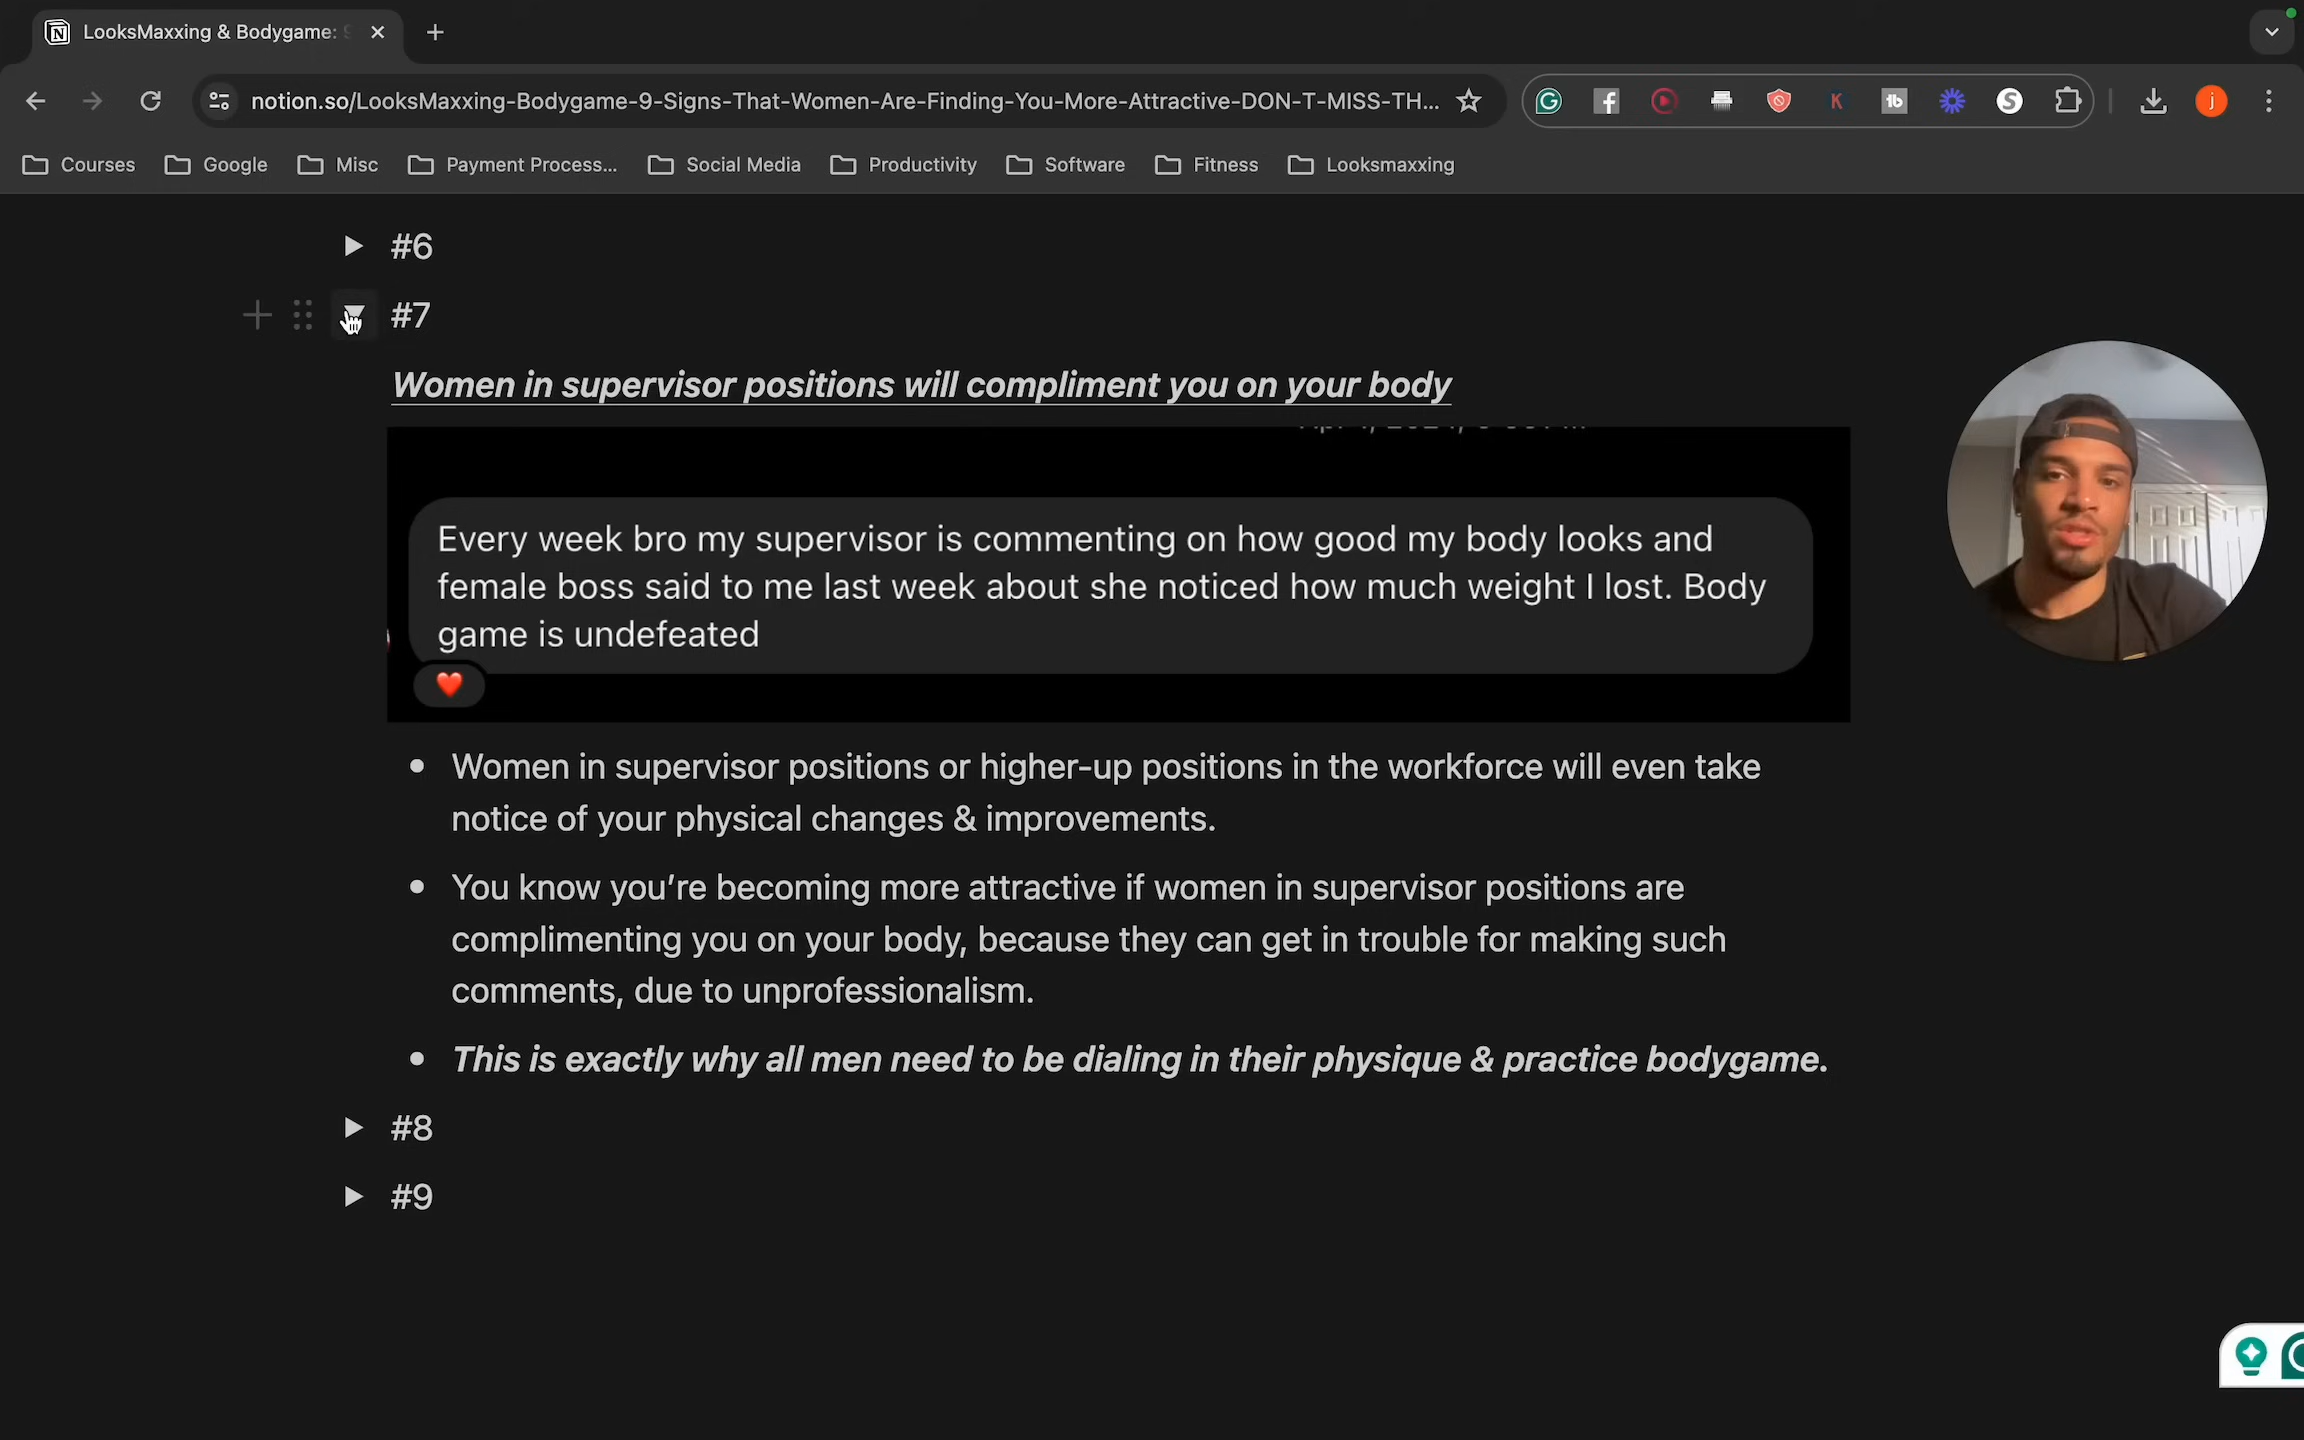 LooksMaxxing & Bodygame: 9
notion.so/LooksMaxxing-Bodygame-9-Signs-That-Women-Are-Finding-You-More-Attractive-DON-T-MISS-TH...
j
Courses
Google
Misc
Payment Process...
Social Media
Productivity
Software
Fitness
Looksmaxxing
#6
#7
Women in supervisor positions will compliment you on your body
Every week bro my supervisor is commenting on how good my body looks and
female boss said to me last week about she noticed how much weight I lost. Body
game is undefeated
Women in supervisor positions or higher-up positions in the workforce will even take
notice of your physical changes & improvements.
You know you’re becoming more attractive if women in supervisor positions are
complimenting you on your body, because they can get in trouble for making such
comments, due to unprofessionalism.
This is exactly why all men need to be dialing in their physique & practice bodygame.
#8
#9